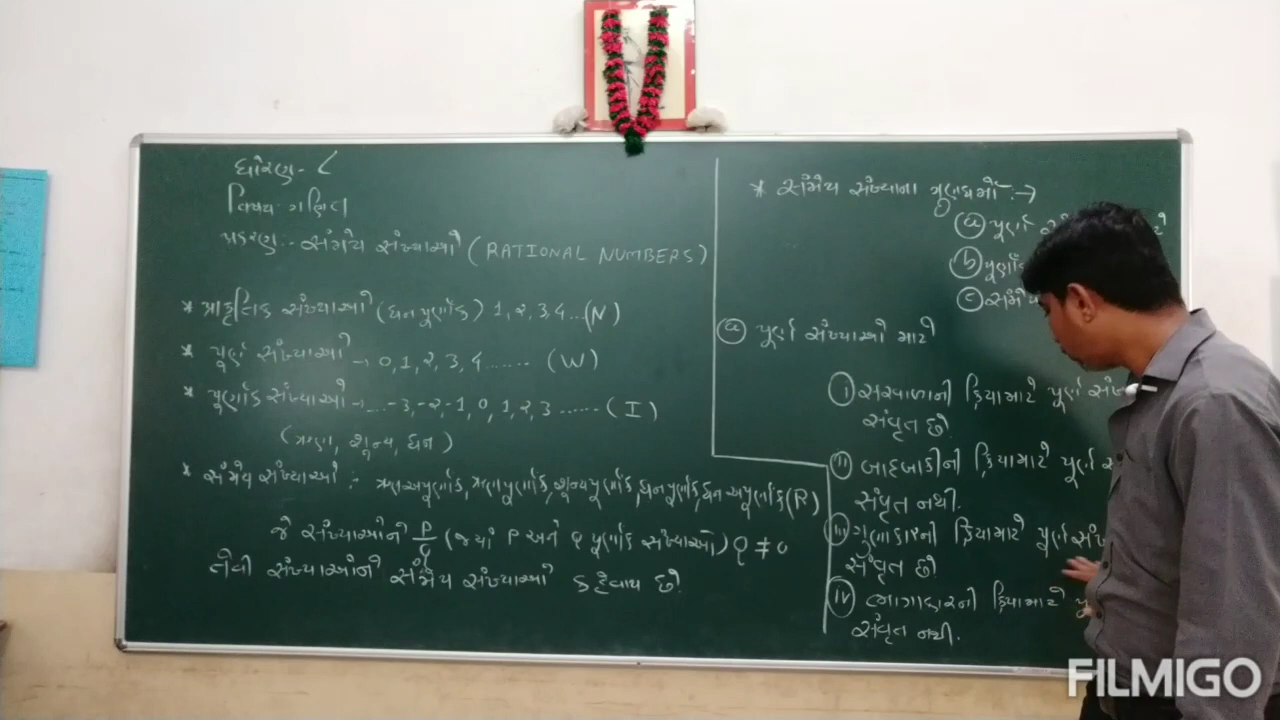 ધોરણ - ૮
વિષય - ગણિત
પ્રકરણ :- સંમેય સંખ્યાઓ (RATIONAL NUMBERS)
* પ્રાકૃતિક સંખ્યાઓ (ધન પૂર્ણાંક) 1, 2, 3, 4 ...(N)
* પૂર્ણ સંખ્યાઓ → 0, 1, 2, 3, 4 ....... (W)
* પૂર્ણાંક સંખ્યાઓ → ... -3, -2, -1, 0, 1, 2, 3 ...... (I)
(ઋણ, શૂન્ય, ધન)
* સંમેય સંખ્યાઓ :- ઋણ અપૂર્ણાંક, ઋણ પૂર્ણાંક, શૂન્ય પૂર્ણાંક, ધન પૂર્ણાંક, ધન અપૂર્ણાંક (R)
જે સંખ્યાઓને P/Q (જ્યાં P અને Q પૂર્ણાંક સંખ્યાઓ) Q ≠ 0
તેવી સંખ્યાઓને સંમેય સંખ્યાઓ કહેવાય છે.
* સંમેય સંખ્યાના ગુણધર્મો :→
(a) પૂર્ણ
(b) પૂર્ણાંક
(c) સંમેય
(a) પૂર્ણ સંખ્યાઓ માટે
(i) સરવાળાની ક્રિયા માટે પૂર્ણ
સંવૃત છે.
(ii) બાદબાકીની ક્રિયા માટે પૂર્ણ
સંવૃત નથી.
(iii) ગુણાકારની ક્રિયા માટે પૂર્ણ
સંવૃત છે.
(iv) ભાગાકારની ક્રિયા માટે
સંવૃત નથી.
FILMIGO